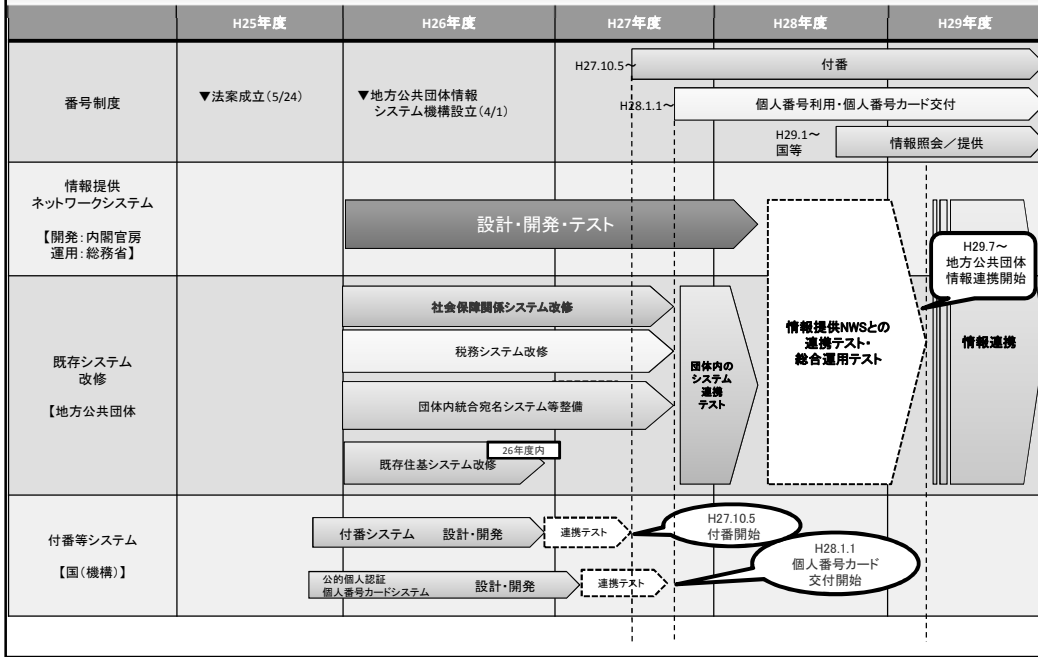 H25年度
H26年度
H27年度
H28年度
H29年度
番号制度
▼法案成立(5/24)
▼地方公共団体情報
システム機構設立(4/1)
H27.10.5～
付番
H28.1.1～
個人番号利用・個人番号カード交付
H29.1～
国等
情報照会／提供
情報提供
ネットワークシステム
【開発：内閣官房
運用：総務省】
設計・開発・テスト
H29.7～
地方公共団体
情報連携開始
既存システム
改修
【地方公共団体
社会保障関係システム改修
税務システム改修
団体内統合宛名システム等整備
26年度内
既存住基システム改修
団体内の
システム
連携
テスト
情報提供NWSとの
連携テスト・
総合運用テスト
情報連携
付番等システム
【国(機構)】
付番システム　設計・開発
連携テスト
H27.10.5
付番開始
公的個人認証
個人番号カードシステム
設計・開発
連携テスト
H28.1.1
個人番号カード
交付開始